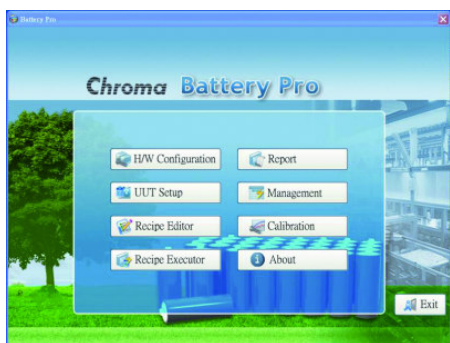 Battery Pro
Chroma Battery Pro
H/W Configuration
Report
UUT Setup
Management
Recipe Editor
Calibration
Recipe Executor
About
Exit